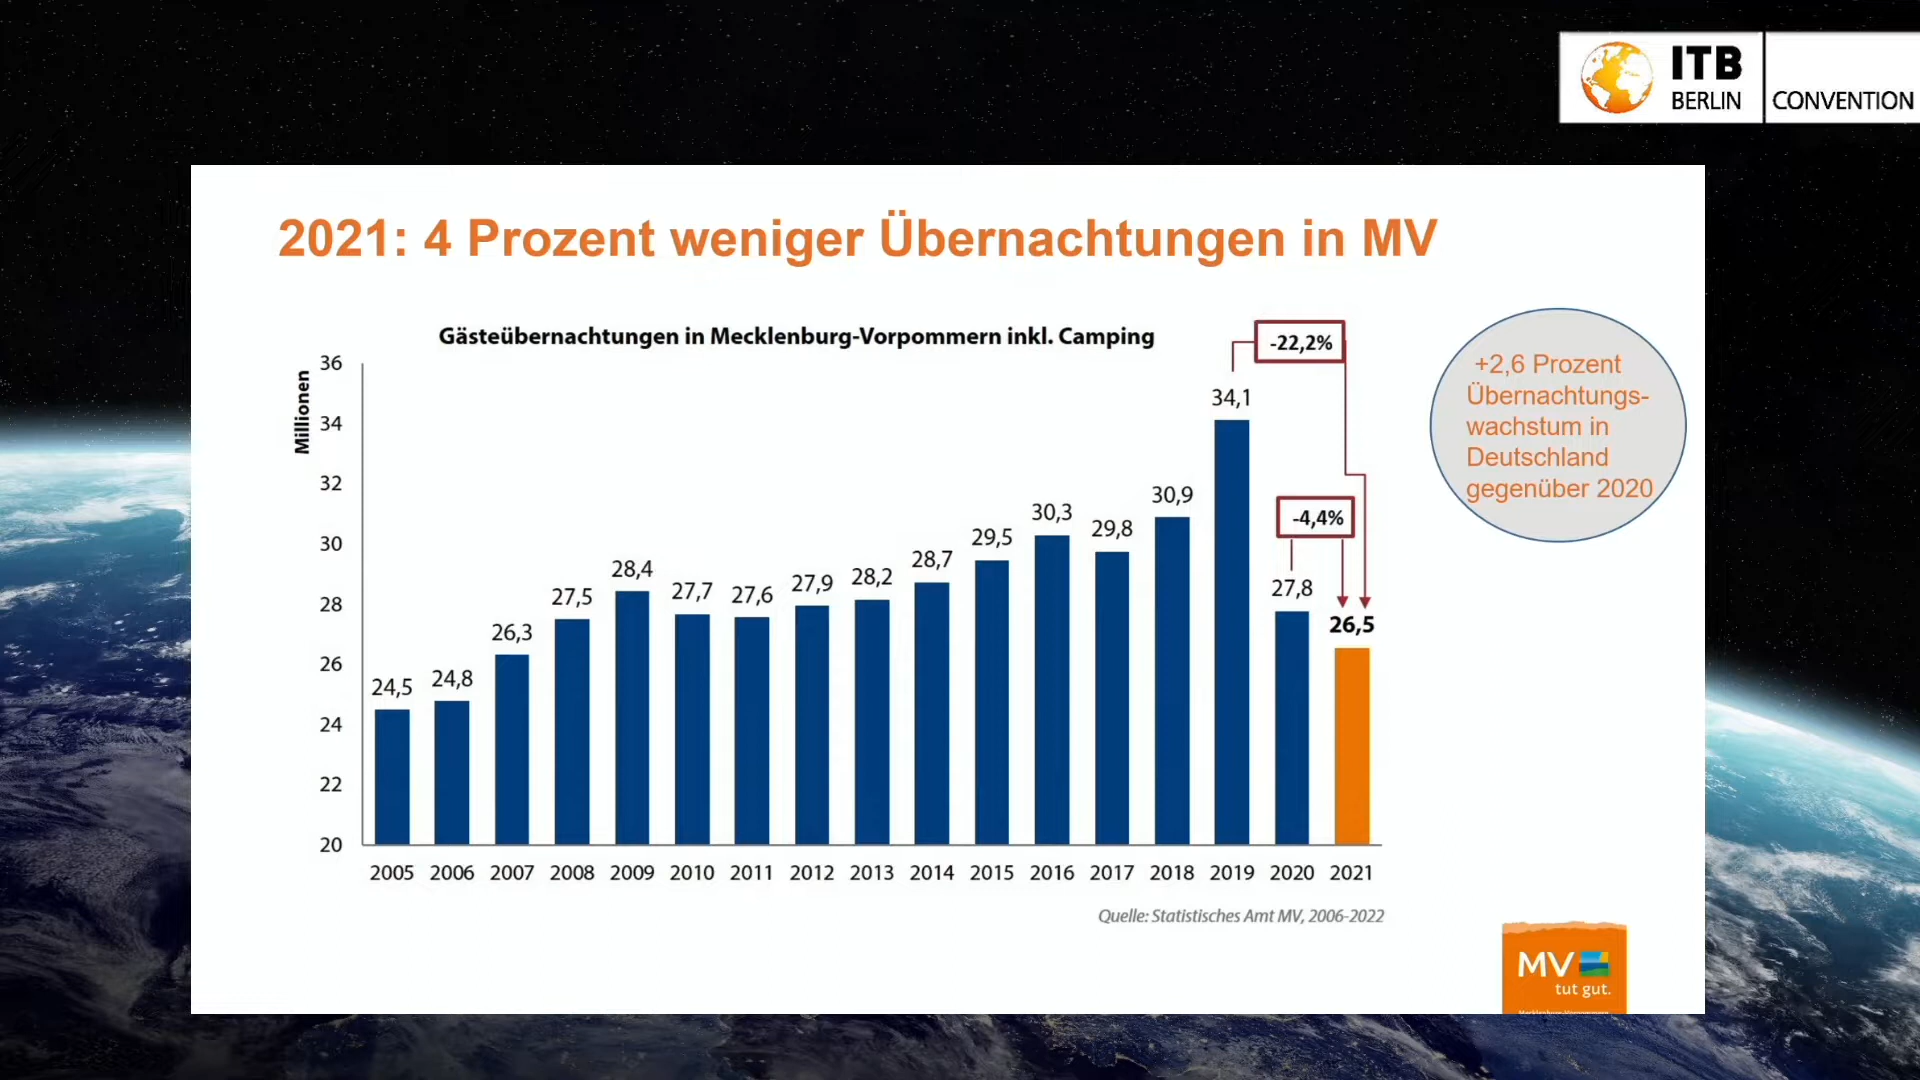 ITB
BERLIN
CONVENTION
2021: 4 Prozent weniger Übernachtungen in MV
Gästeübernachtungen in Mecklenburg-Vorpommern inkl. Camping
Millionen
36
34
32
30
28
26
24
22
20
24,5
24,8
26,3
27,5
28,4
27,7
27,6
27,9
28,2
28,7
29,5
30,3
29,8
30,9
34,1
27,8
26,5
-22,2%
-4,4%
2005 2006 2007 2008 2009 2010 2011 2012 2013 2014 2015 2016 2017 2018 2019 2020 2021
+2,6 Prozent
Übernachtungs-
wachstum in
Deutschland
gegenüber 2020
Quelle: Statistisches Amt MV, 2006-2022
MV
tut gut.